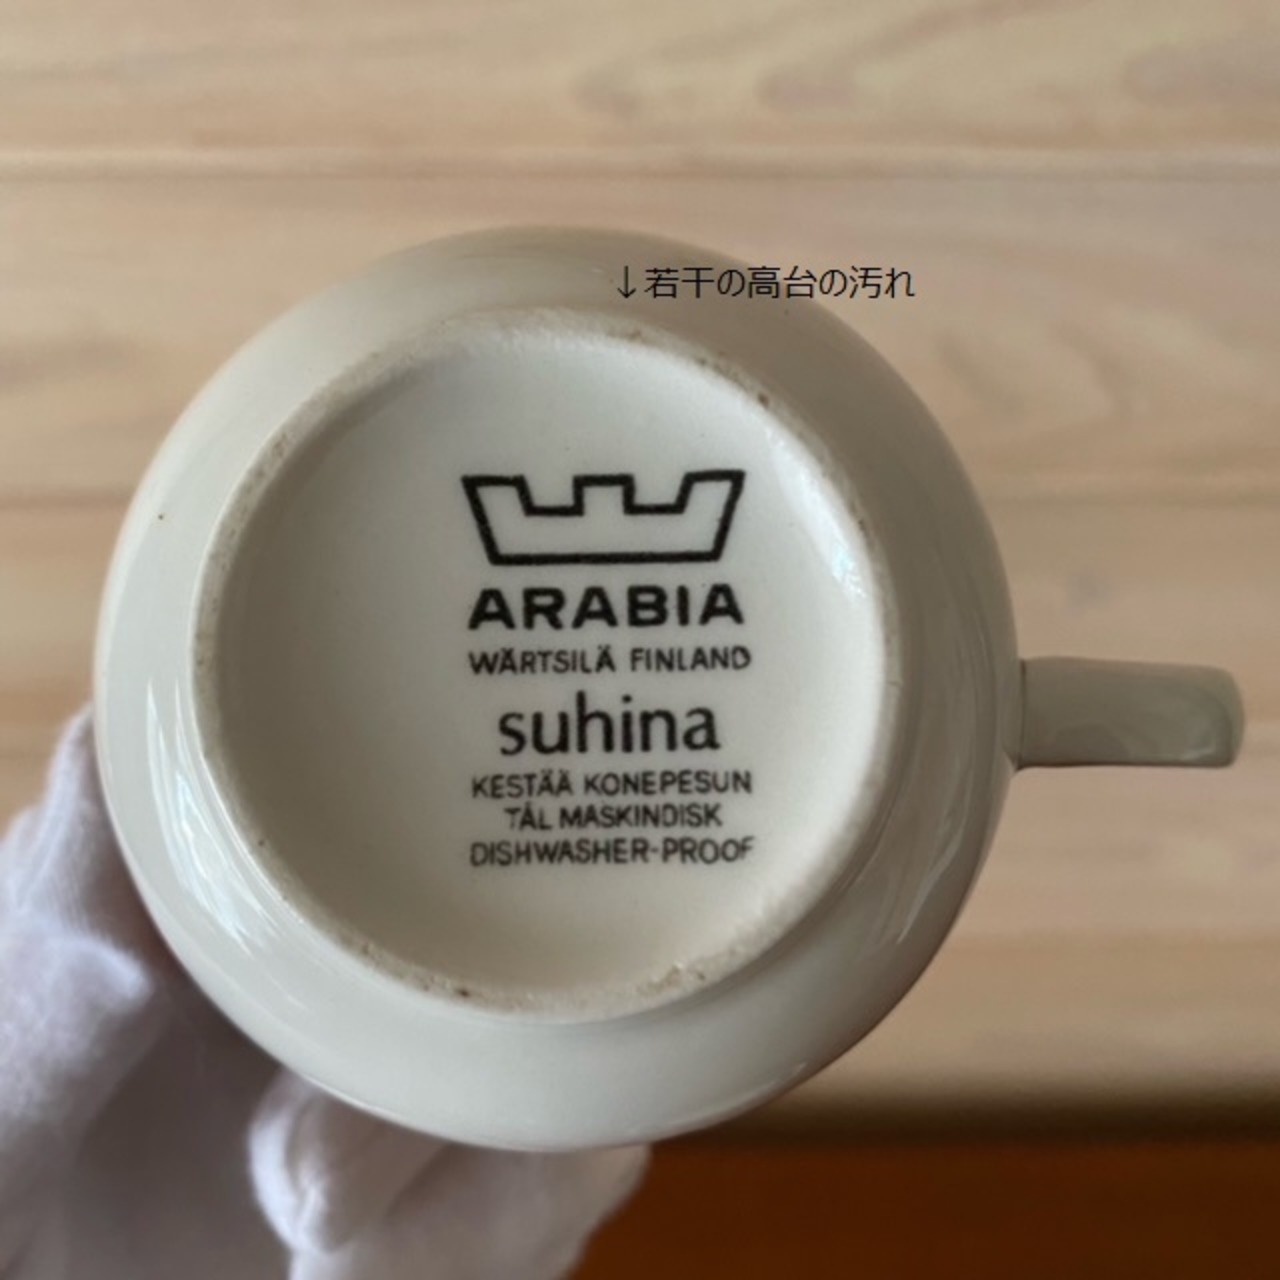 ↓若干の高台の汚れ
ARABIA
WÄRTSILÄ FINLAND
suhina
KESTÄÄ KONEPESUN
TÅL MASKINDISK
DISHWASHER-PROOF